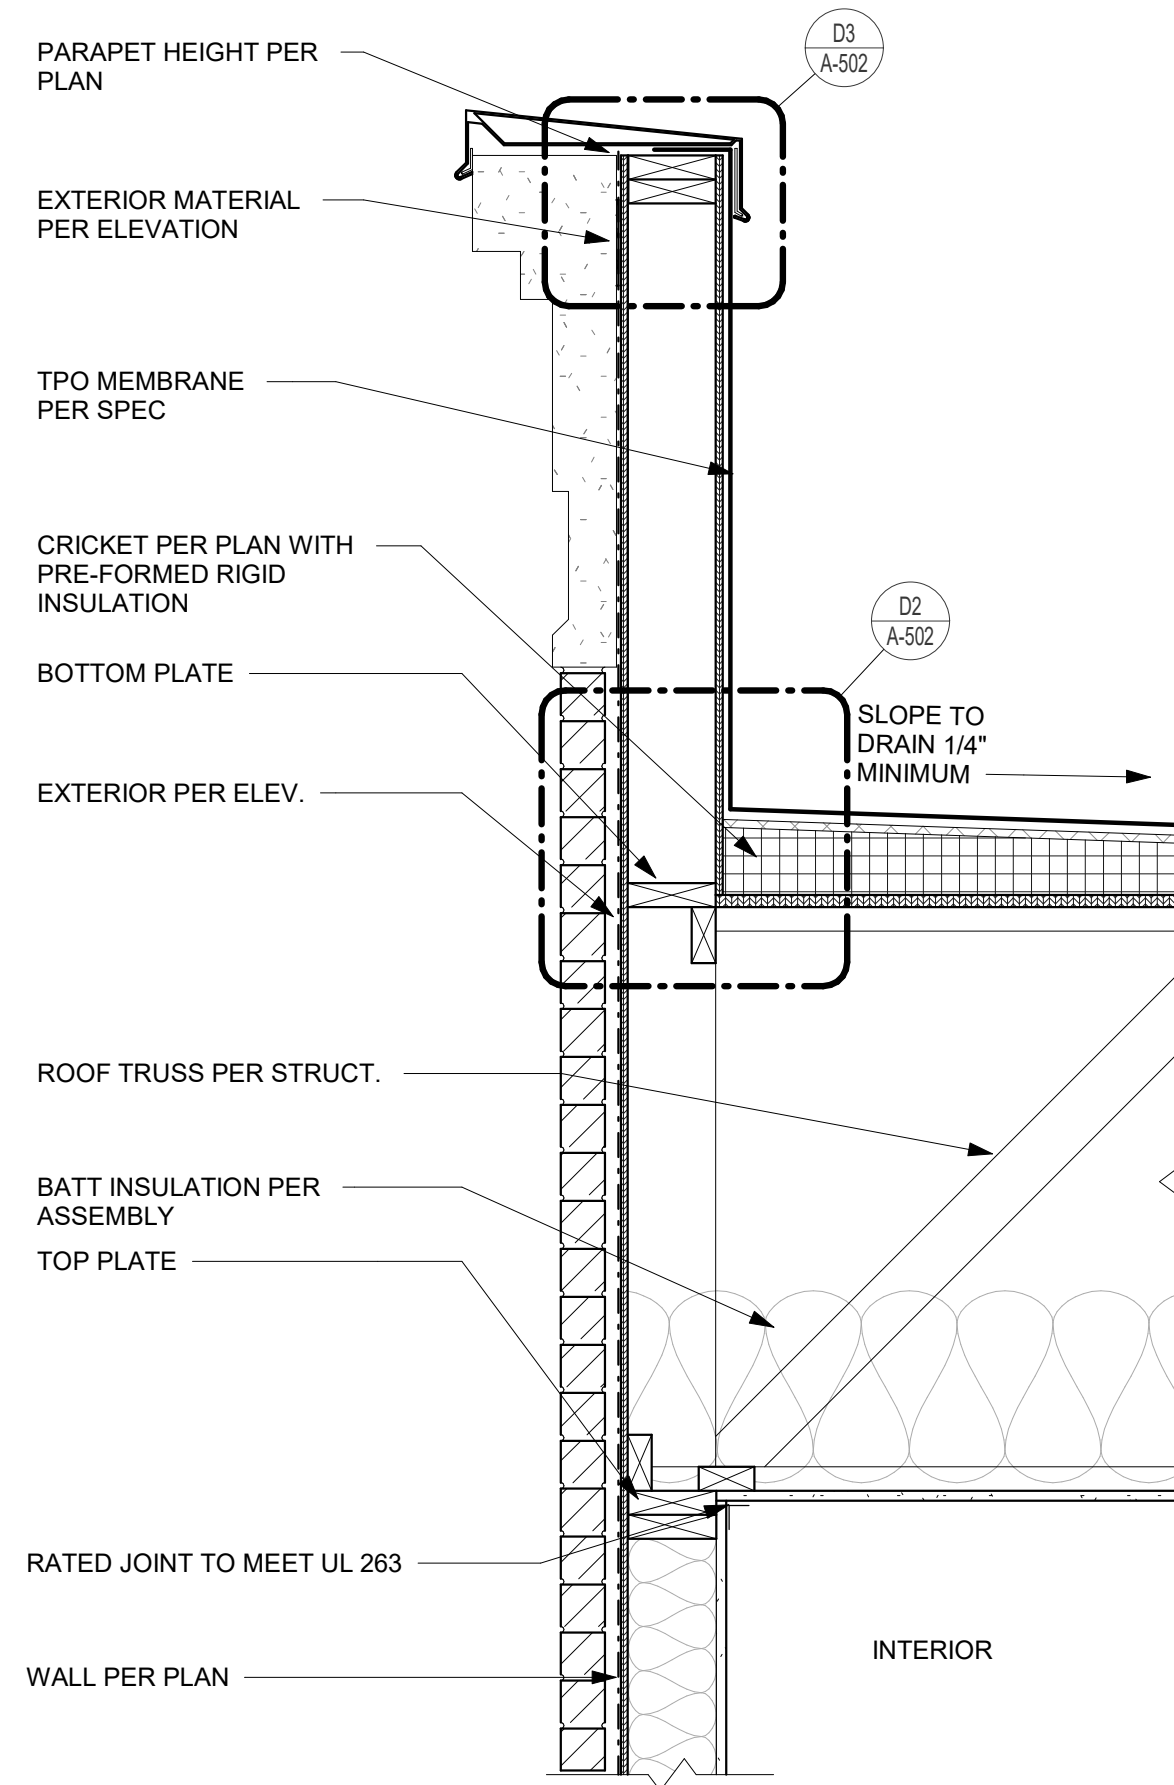 D3
A-502
PARAPET HEIGHT PER
PLAN
EXTERIOR MATERIAL
PER ELEVATION
TPO MEMBRANE
PER SPEC
CRICKET PER PLAN WITH
PRE-FORMED RIGID
INSULATION
D2
A-502
BOTTOM PLATE
SLOPE TO
DRAIN 1/4"
MINIMUM
EXTERIOR PER ELEV.
ROOF TRUSS PER STRUCT.
BATT INSULATION PER
ASSEMBLY
TOP PLATE
RATED JOINT TO MEET UL 263
INTERIOR
WALL PER PLAN